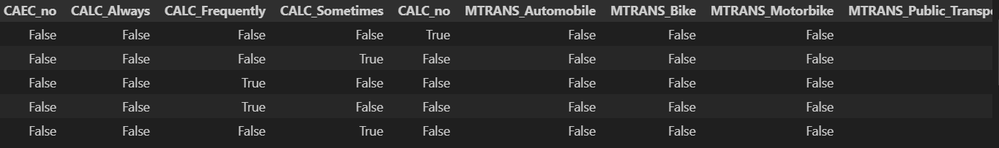 CAEC_no CALC_Always CALC_Frequently CALC_Sometimes CALC_no MTRANS_Automobile MTRANS_Bike MTRANS_Motorbike MTRANS_Public_Transpo
False False False False True False False False
False False False True False False False False
False False True False False False False False
False False True False False False False False
False False False True False False False False